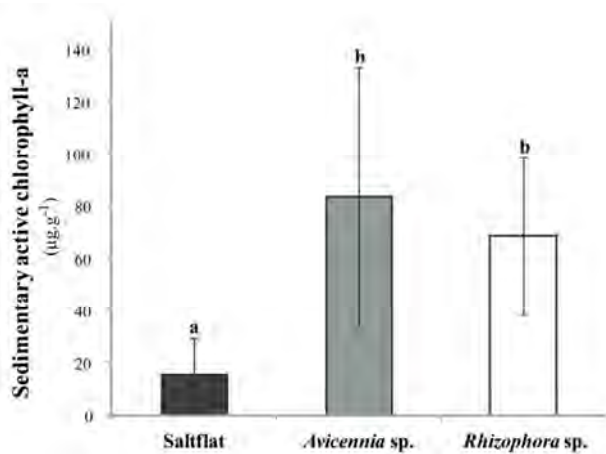 Sedimentary active chlorophyll-a
(µg.g⁻¹)
140
120
100
80
60
40
20
0
a
b
b
Saltflat
Avicennia sp.
Rhizophora sp.